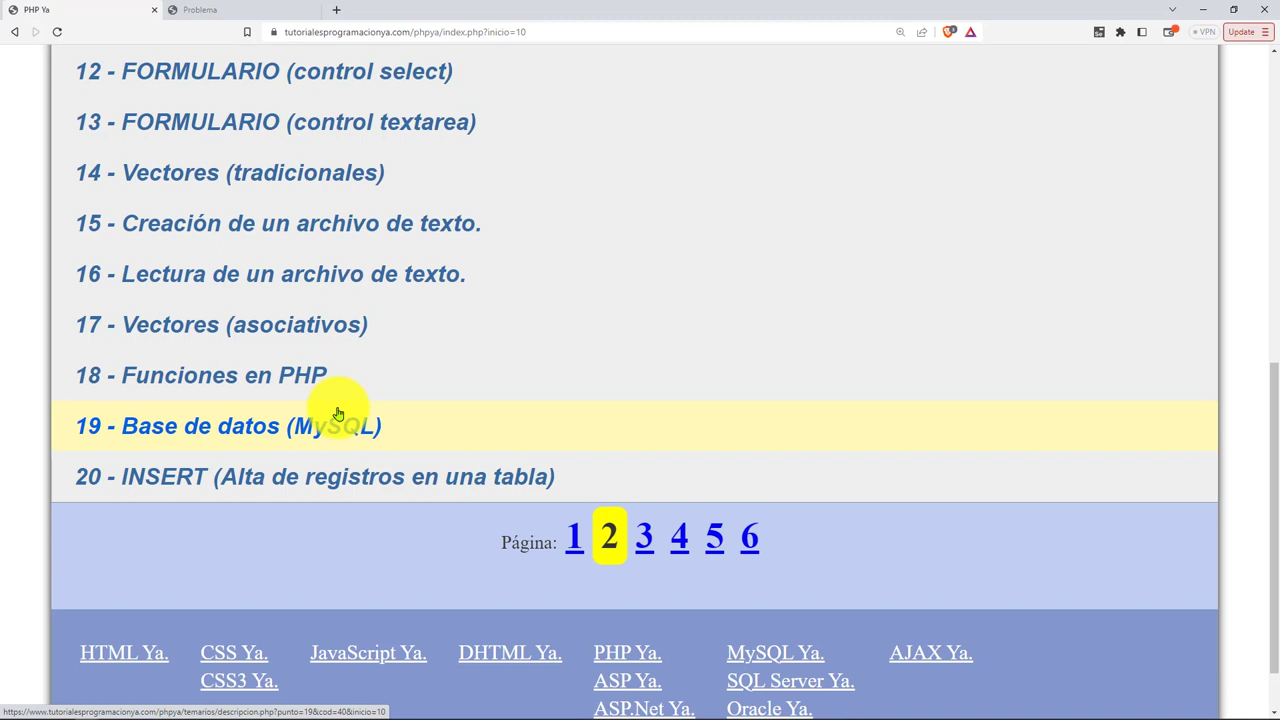 PHP Ya
Problema
tutorialesprogramacionya.com/phpya/index.php?inicio=10
VPN
Update
12 - FORMULARIO (control select)
13 - FORMULARIO (control textarea)
14 - Vectores (tradicionales)
15 - Creación de un archivo de texto.
16 - Lectura de un archivo de texto.
17 - Vectores (asociativos)
18 - Funciones en PHP
19 - Base de datos (MySQL)
20 - INSERT (Alta de registros en una tabla)
Página: 1 2 3 4 5 6
HTML Ya. CSS Ya. JavaScript Ya. DHTML Ya. PHP Ya. MySQL Ya. AJAX Ya.
CSS3 Ya. ASP Ya. SQL Server Ya.
ASP.Net Ya. Oracle Ya.
https://www.tutorialesprogramacionya.com/phpya/temarios/descripcion.php?punto=19&cod=40&inicio=10